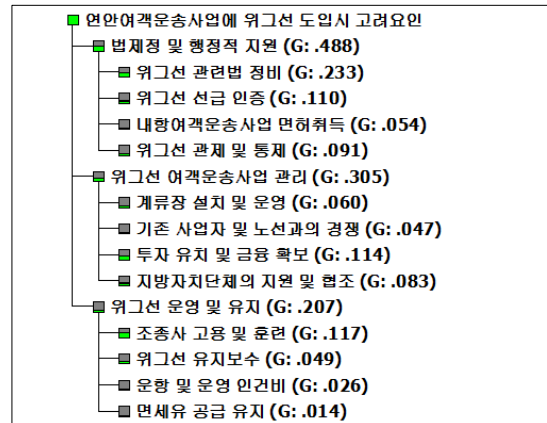 연안여객운송사업에 위그선 도입시 고려요인
법제정 및 행정적 지원 (G: .488)
위그선 관련법 정비 (G: .233)
위그선 선급 인증 (G: .110)
내항여객운송사업 면허취득 (G: .054)
위그선 관제 및 통제 (G: .091)
위그선 여객운송사업 관리 (G: .305)
계류장 설치 및 운영 (G: .060)
기존 사업자 및 노선과의 경쟁 (G: .047)
투자 유치 및 금융 확보 (G: .114)
지방자치단체의 지원 및 협조 (G: .083)
위그선 운영 및 유지 (G: .207)
조종사 고용 및 훈련 (G: .117)
위그선 유지보수 (G: .049)
운항 및 운영 인건비 (G: .026)
면세유 공급 유지 (G: .014)